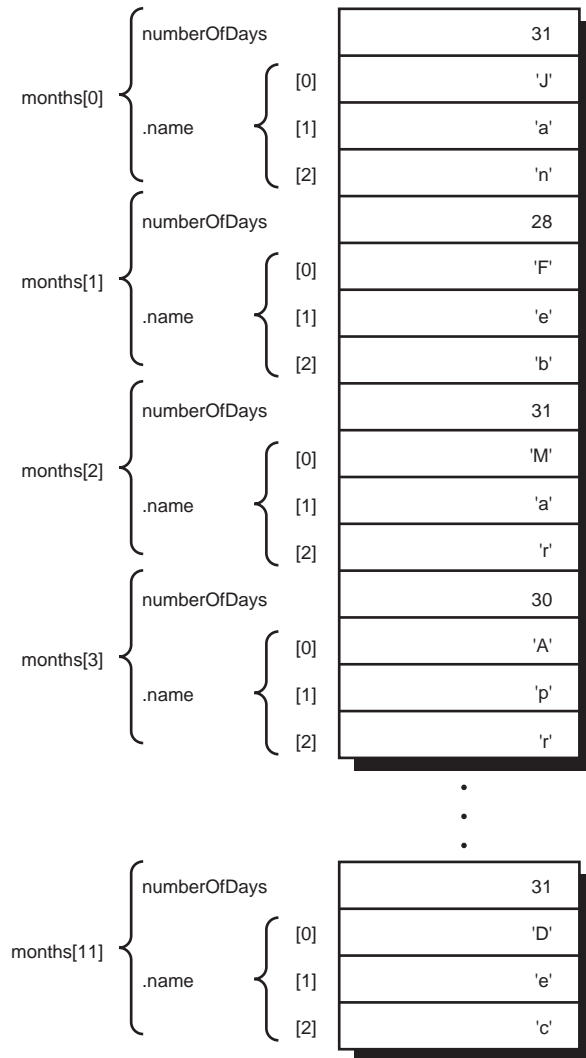 numberOfDays 31
[0] 'J'
months[0]
.name [1] 'a'
[2] 'n'
numberOfDays 28
[0] 'F'
months[1]
.name [1] 'e'
[2] 'b'
numberOfDays 31
[0] 'M'
months[2]
.name [1] 'a'
[2] 'r'
numberOfDays 30
[0] 'A'
months[3]
.name [1] 'p'
[2] 'r'
numberOfDays 31
[0] 'D'
months[11]
.name [1] 'e'
[2] 'c'